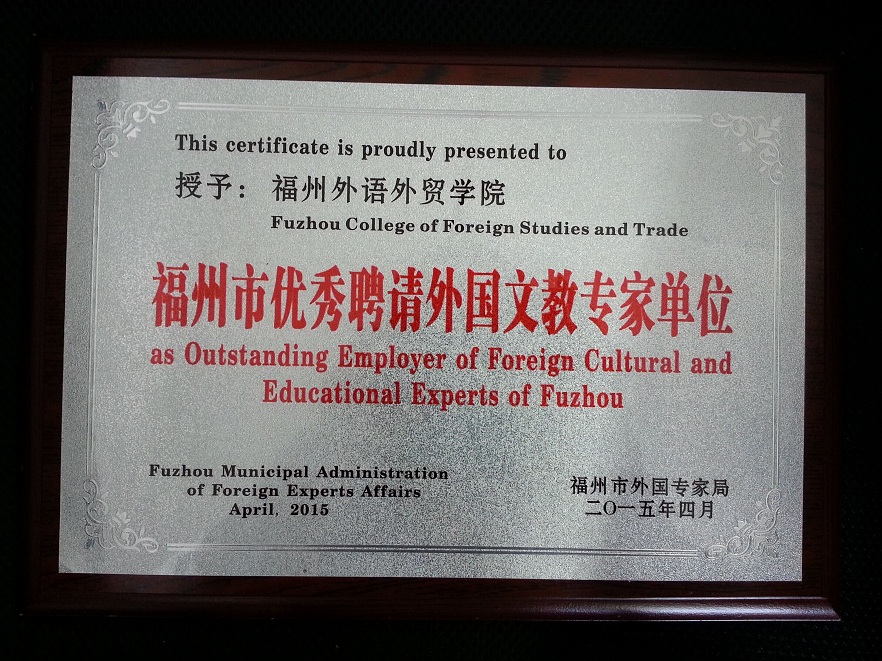 This certificate is proudly presented to
授予：福州外语外贸学院
Fuzhou College of Foreign Studies and Trade
福州市优秀聘请外国文教专家单位
as Outstanding Employer of Foreign Cultural and
Educational Experts of Fuzhou
Fuzhou Municipal Administration
of Foreign Experts Affairs
April, 2015
福州市外国专家局
二〇一五年四月